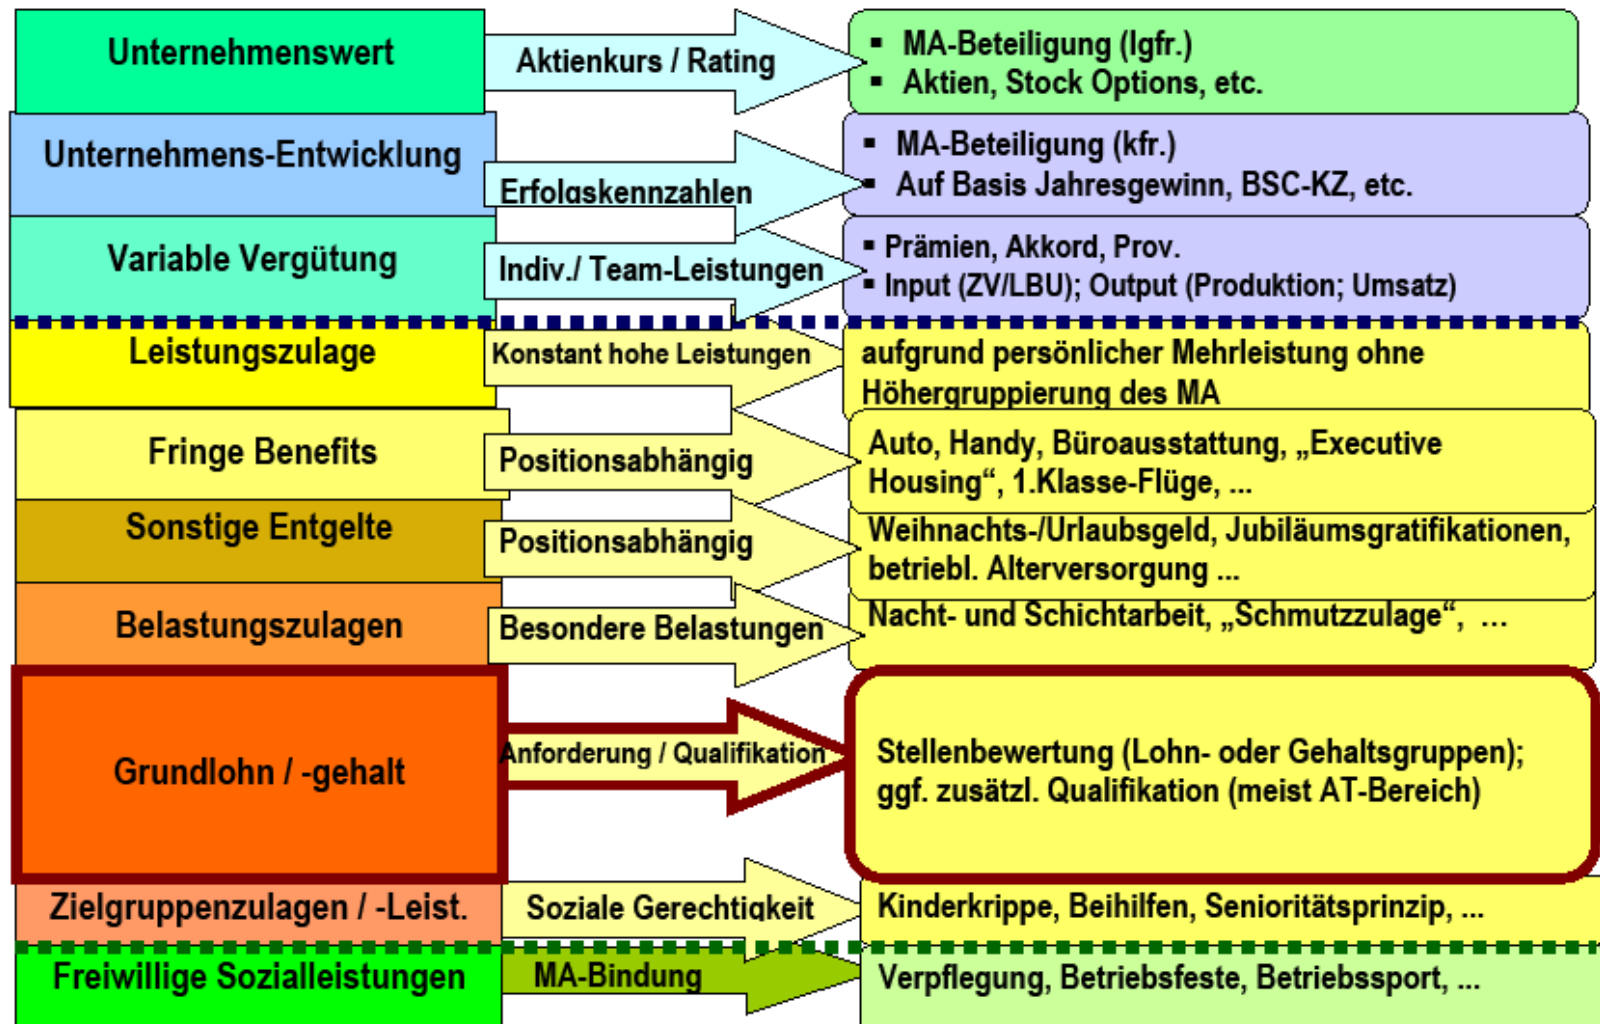 Unternehmenswert
Aktienkurs / Rating
▪ MA-Beteiligung (lgfr.)
▪ Aktien, Stock Options, etc.
Unternehmens-Entwicklung
Erfolgskennzahlen
▪ MA-Beteiligung (kfr.)
▪ Auf Basis Jahresgewinn, BSC-KZ, etc.
Variable Vergütung
Indiv./ Team-Leistungen
▪ Prämien, Akkord, Prov.
▪ Input (ZV/LBU); Output (Produktion; Umsatz)
Leistungszulage
Konstant hohe Leistungen
aufgrund persönlicher Mehrleistung ohne
Höhergruppierung des MA
Fringe Benefits
Positionsabhängig
Auto, Handy, Büroausstattung, „Executive
Housing“, 1.Klasse-Flüge, ...
Sonstige Entgelte
Positionsabhängig
Weihnachts-/Urlaubsgeld, Jubiläumsgratifikationen,
betriebl. Alterversorgung ...
Belastungszulagen
Besondere Belastungen
Nacht- und Schichtarbeit, „Schmutzzulage“, ...
Grundlohn / -gehalt
Anforderung / Qualifikation
Stellenbewertung (Lohn- oder Gehaltsgruppen);
ggf. zusätzl. Qualifikation (meist AT-Bereich)
Zielgruppenzulagen / -Leist.
Soziale Gerechtigkeit
Kinderkrippe, Beihilfen, Senioritätsprinzip, ...
Freiwillige Sozialleistungen
MA-Bindung
Verpflegung, Betriebsfeste, Betriebssport, ...